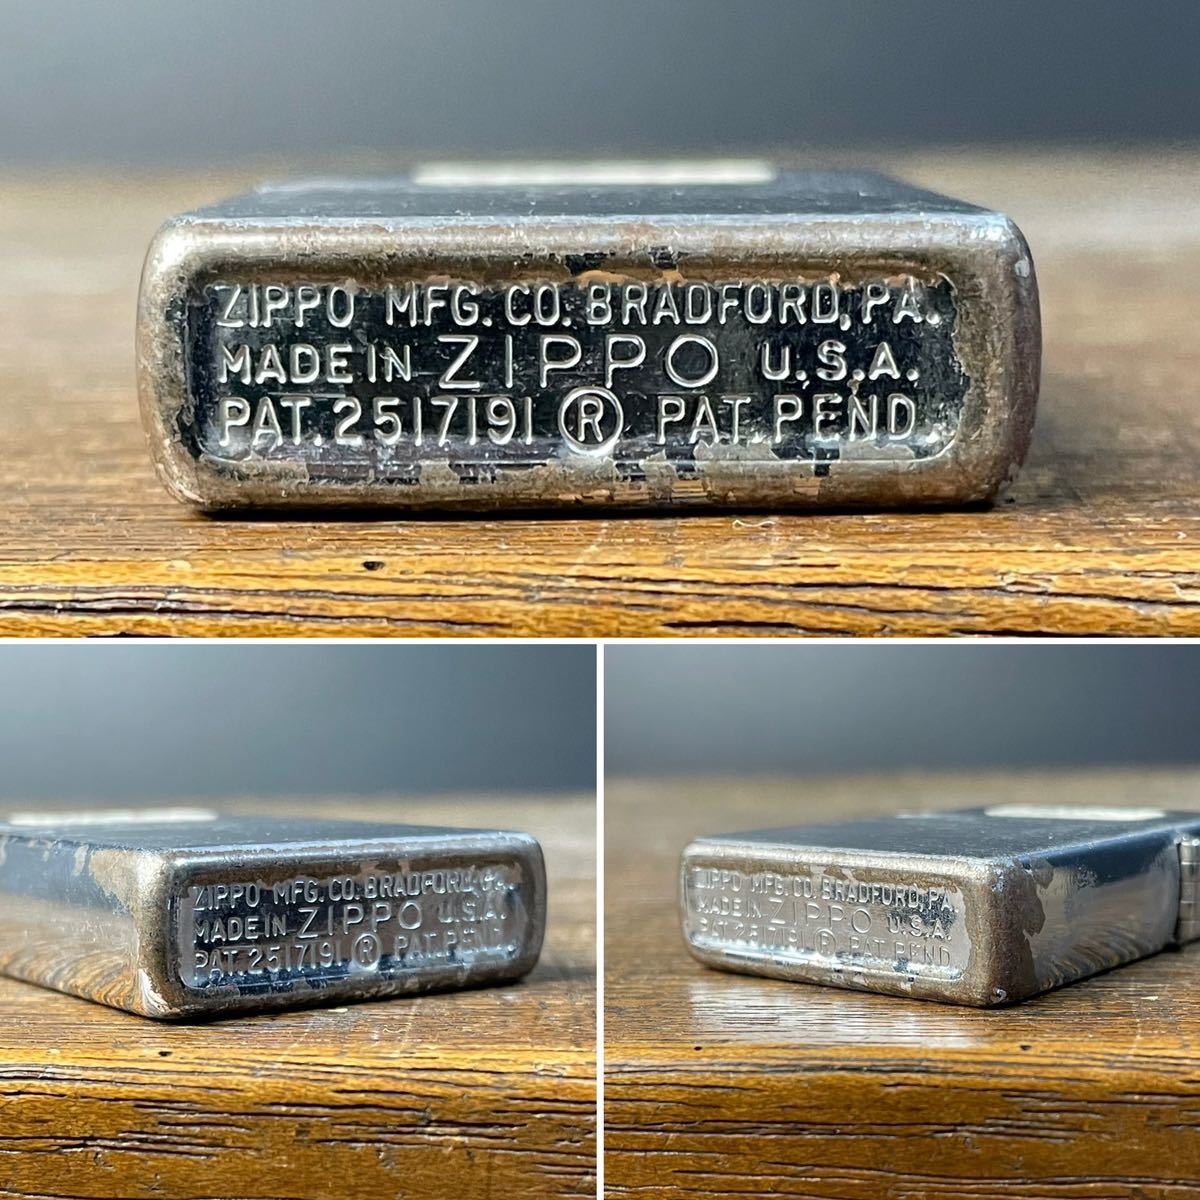 ZIPPO MFG. CO. BRADFORD, PA.
MADE IN ZIPPO U.S.A.
PAT. 2517191 ® PAT. PEND.
ZIPPO MFG. CO. BRADFORD, PA.
MADE IN ZIPPO U.S.A.
PAT. 2517191 ® PAT. PEND.
ZIPPO MFG. CO. BRADFORD, PA.
MADE IN ZIPPO U.S.A.
PAT. 2517191 ® PAT. PEND